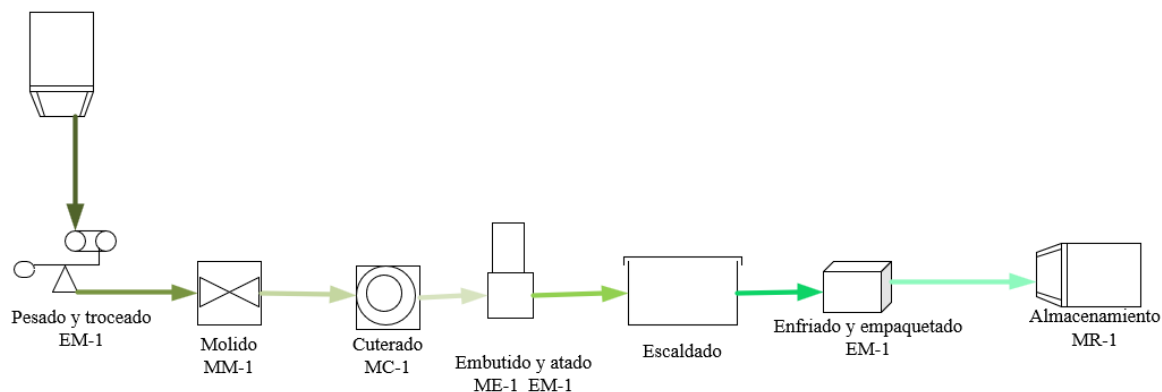 Pesado y troceado
EM-1
Molido
MM-1
Cuterado
MC-1
Embutido y atado
ME-1 EM-1
Escaldado
Enfriado y empaquetado
EM-1
Almacenamiento
MR-1